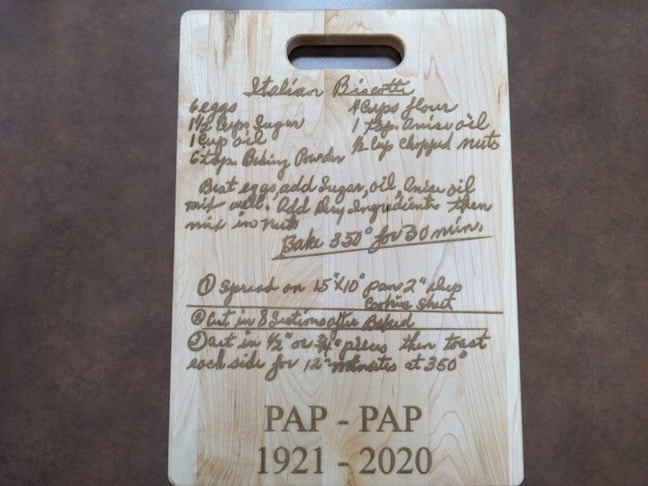 Italian Biscotti
6 eggs 4 Cups flour
1 1/2 Cups Sugar 1 tsp. Anise oil
1 Cup oil 1/2 Cup Chopped nuts
6 tsp. Baking Powder
Beat eggs, add Sugar, oil, Anise oil
mix well. Add Dry Ingredients then
mix in nuts
Bake 350° for 30 min.
① Spread on 15"X10" pan 2" Deep
Cookie Sheet
② Cut in 8 Sections after Baked
③ Cut in 1/2" or 3/4" pieces then toast
each side for 12 minutes at 350°
PAP - PAP
1921 - 2020